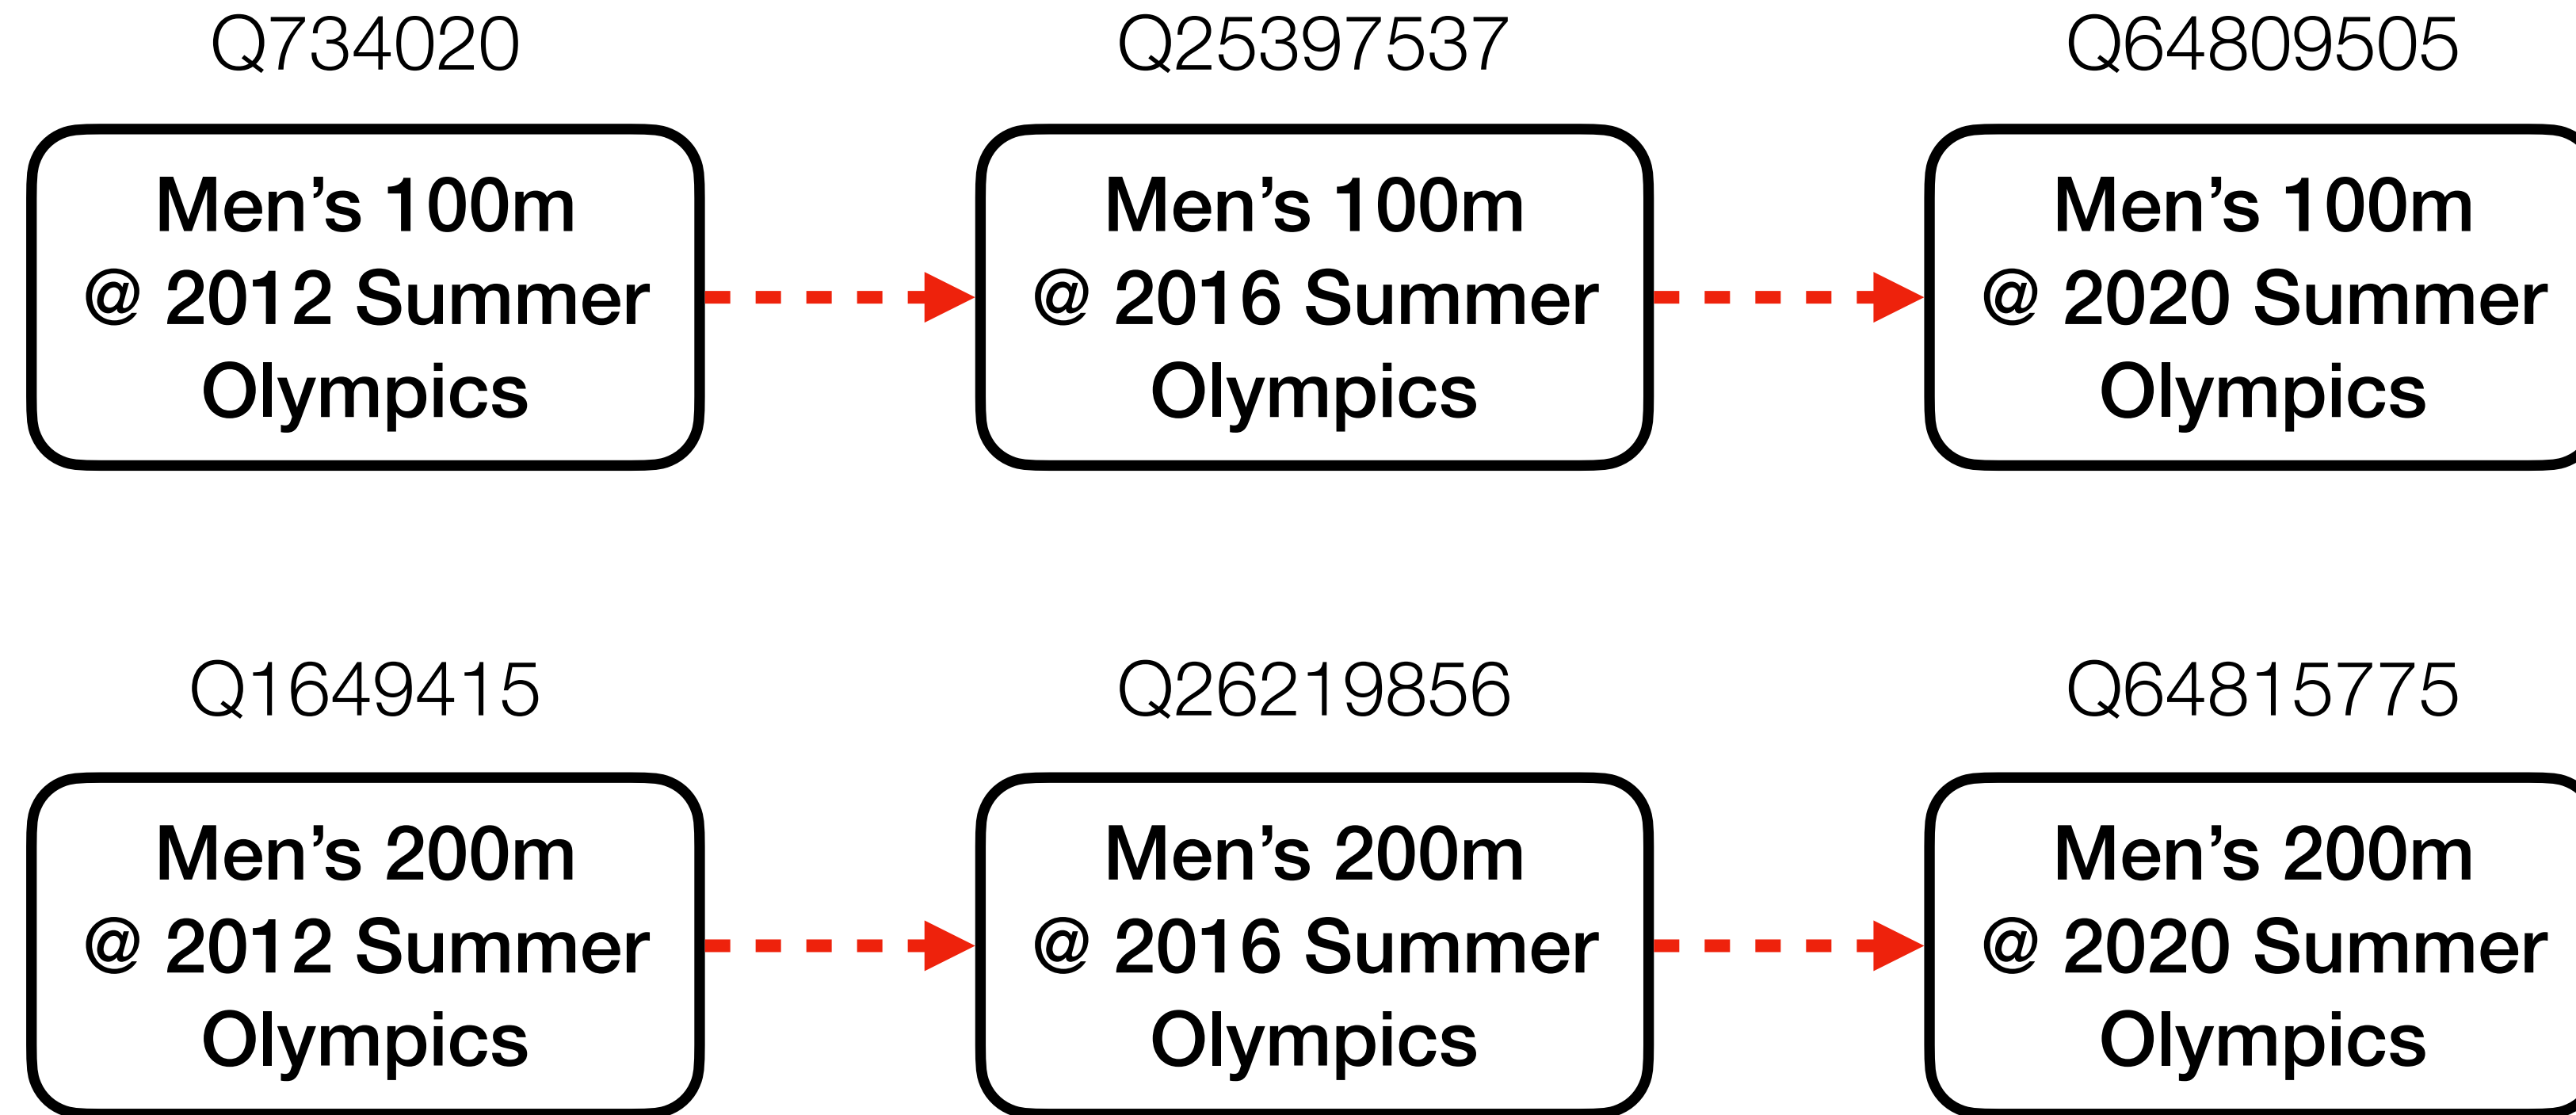 Q734020
Men’s 100m
@ 2012 Summer
Olympics
Q25397537
Men’s 100m
@ 2016 Summer
Olympics
Q64809505
Men’s 100m
@ 2020 Summer
Olympics
Q1649415
Men’s 200m
@ 2012 Summer
Olympics
Q26219856
Men’s 200m
@ 2016 Summer
Olympics
Q64815775
Men’s 200m
@ 2020 Summer
Olympics